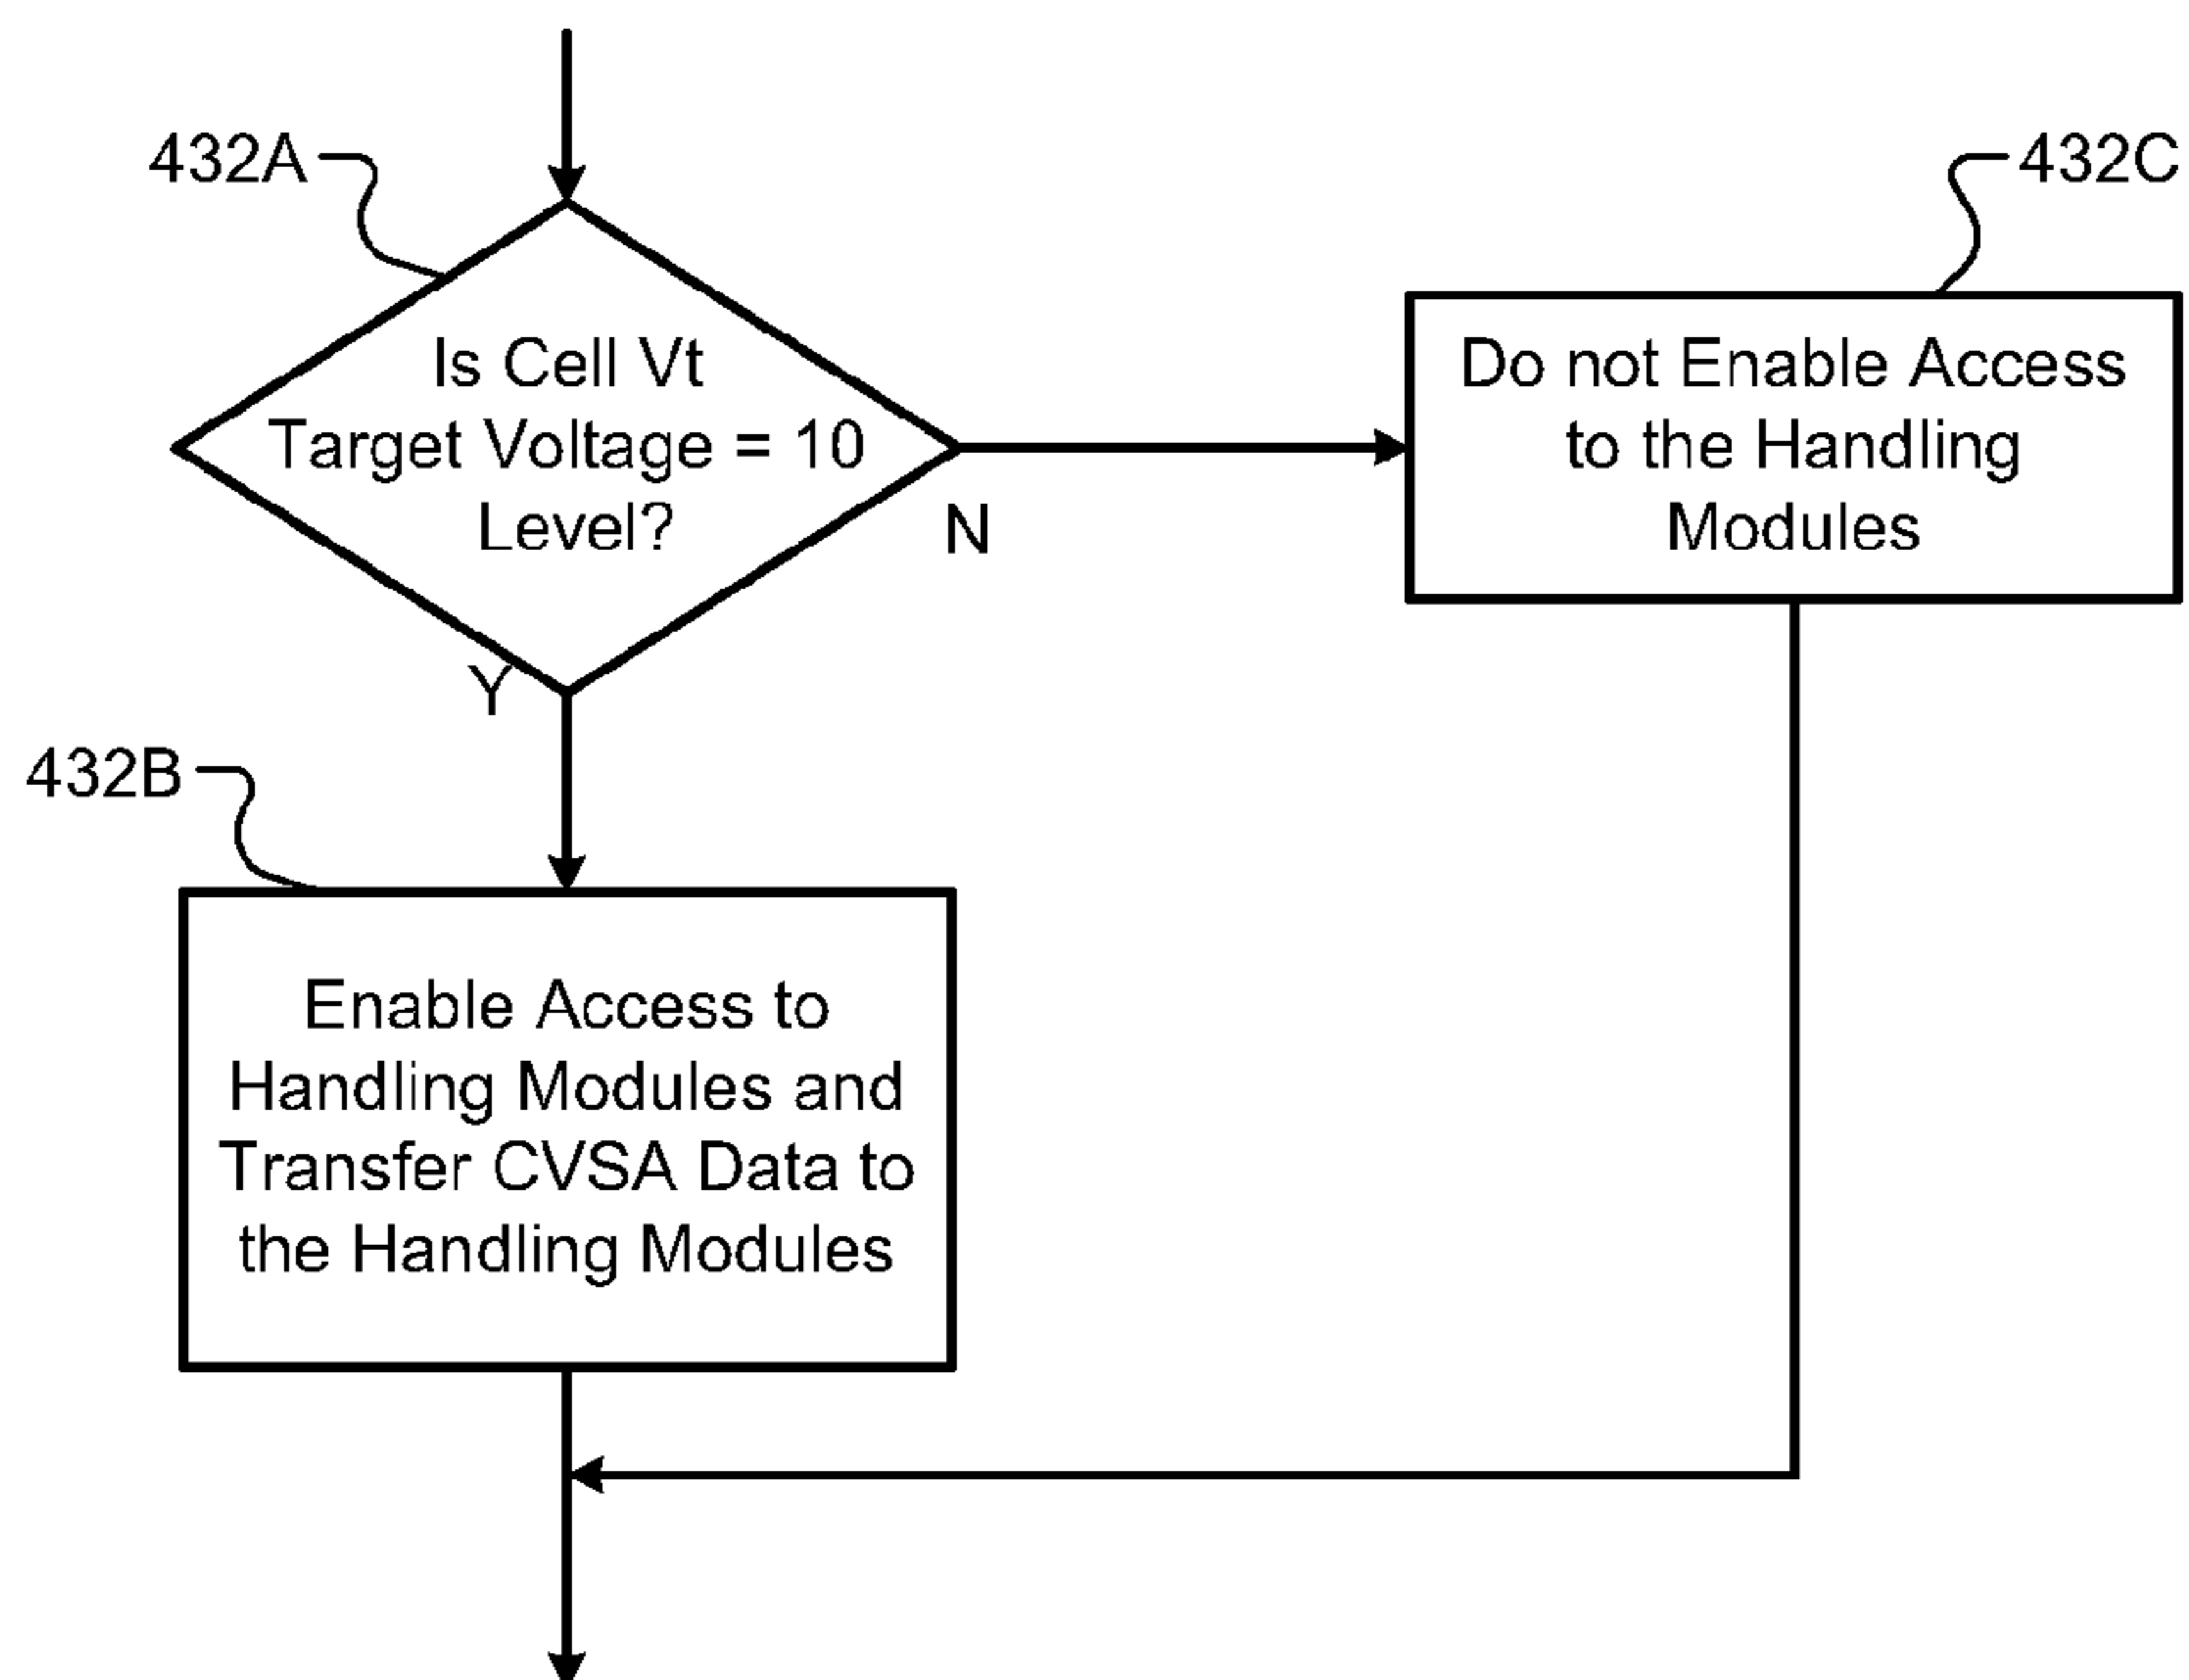 432A
432C
Is Cell Vt
Target Voltage = 10
Level?
Do not Enable Access
to the Handling
Modules
N
Y
432B
Enable Access to
Handling Modules and
Transfer CVSA Data to
the Handling Modules